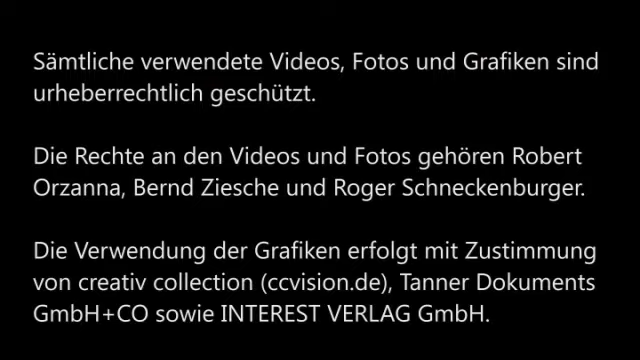 Sämtliche verwendete Videos, Fotos und Grafiken sind
urheberrechtlich geschützt.
Die Rechte an den Videos und Fotos gehören Robert
Orzanna, Bernd Ziesche und Roger Schneckenburger.
Die Verwendung der Grafiken erfolgt mit Zustimmung
von creativ collection (ccvision.de), Tanner Dokuments
GmbH+CO sowie INTEREST VERLAG GmbH.